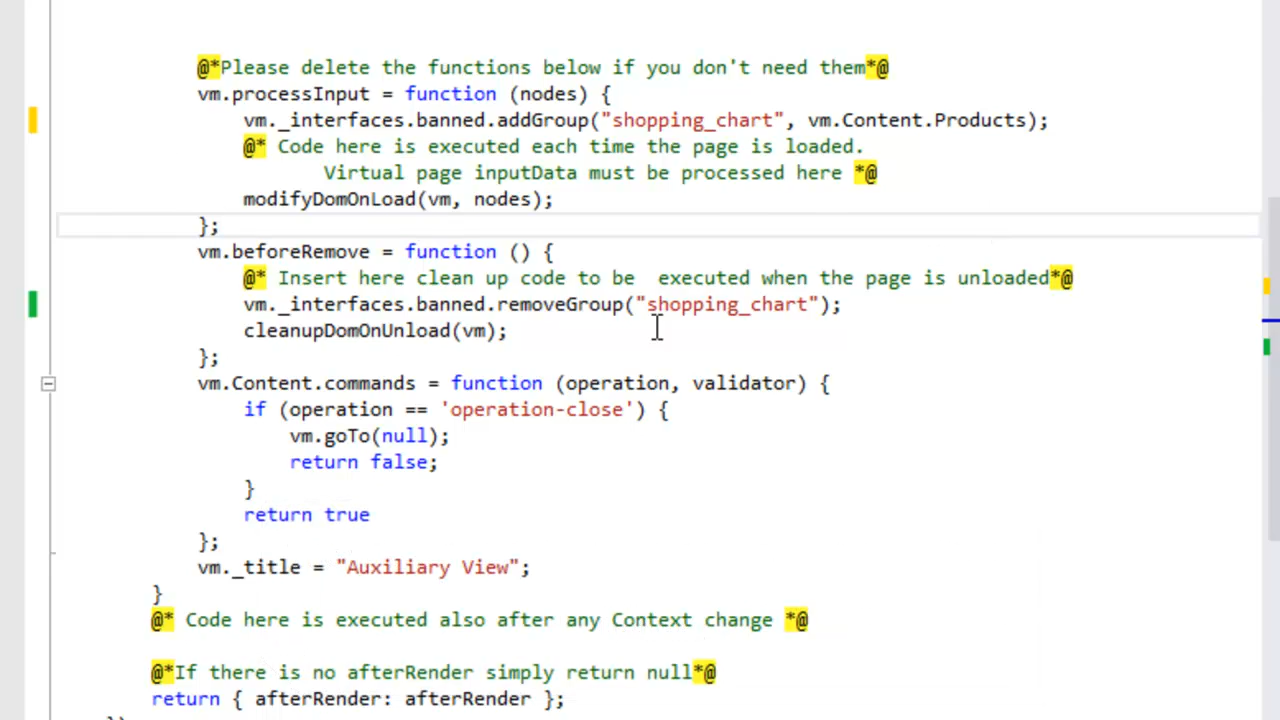 @*Please delete the functions below if you don't need them*@
vm.processInput = function (nodes) {
vm._interfaces.banned.addGroup("shopping_chart", vm.Content.Products);
@* Code here is executed each time the page is loaded.
Virtual page inputData must be processed here *@
modifyDomOnLoad(vm, nodes);
};
vm.beforeRemove = function () {
@* Insert here clean up code to be  executed when the page is unloaded*@
vm._interfaces.banned.removeGroup("shopping_chart");
cleanupDomOnUnload(vm);
};
vm.Content.commands = function (operation, validator) {
if (operation == 'operation-close') {
vm.goTo(null);
return false;
}
return true
};
vm._title = "Auxiliary View";
}
@* Code here is executed also after any Context change *@
@*If there is no afterRender simply return null*@
return { afterRender: afterRender };